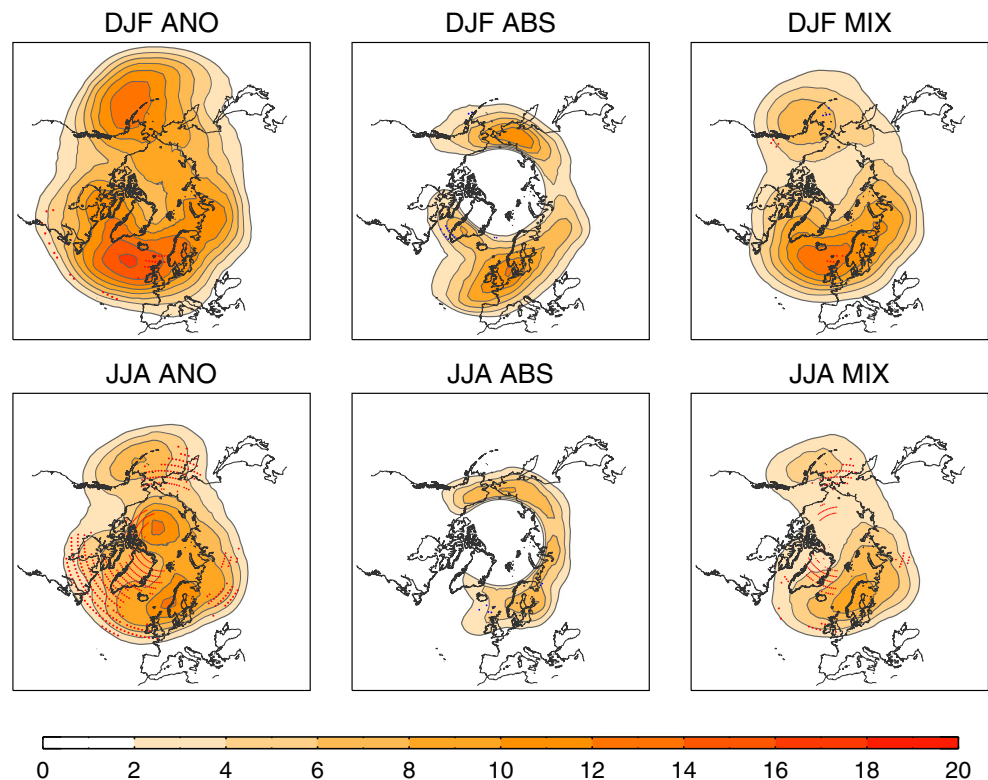 DJF ANO
DJF ABS
DJF MIX
JJA ANO
JJA ABS
JJA MIX
0 2 4 6 8 10 12 14 16 18 20